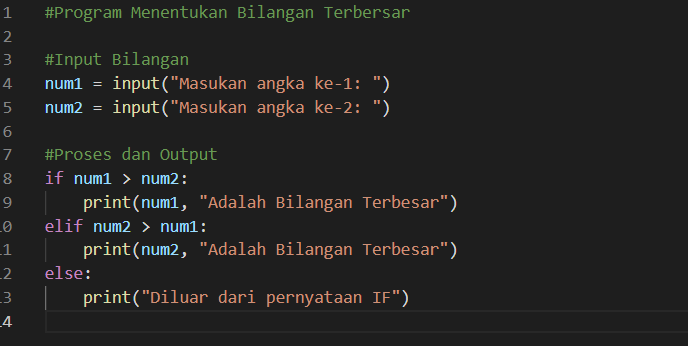 1 #Program Menentukan Bilangan Terbersar
2
3 #Input Bilangan
4 num1 = input("Masukan angka ke-1: ")
5 num2 = input("Masukan angka ke-2: ")
6
7 #Proses dan Output
8 if num1 > num2:
9     print(num1, "Adalah Bilangan Terbesar")
10 elif num2 > num1:
11     print(num2, "Adalah Bilangan Terbesar")
12 else:
13     print("Diluar dari pernyataan IF")
14